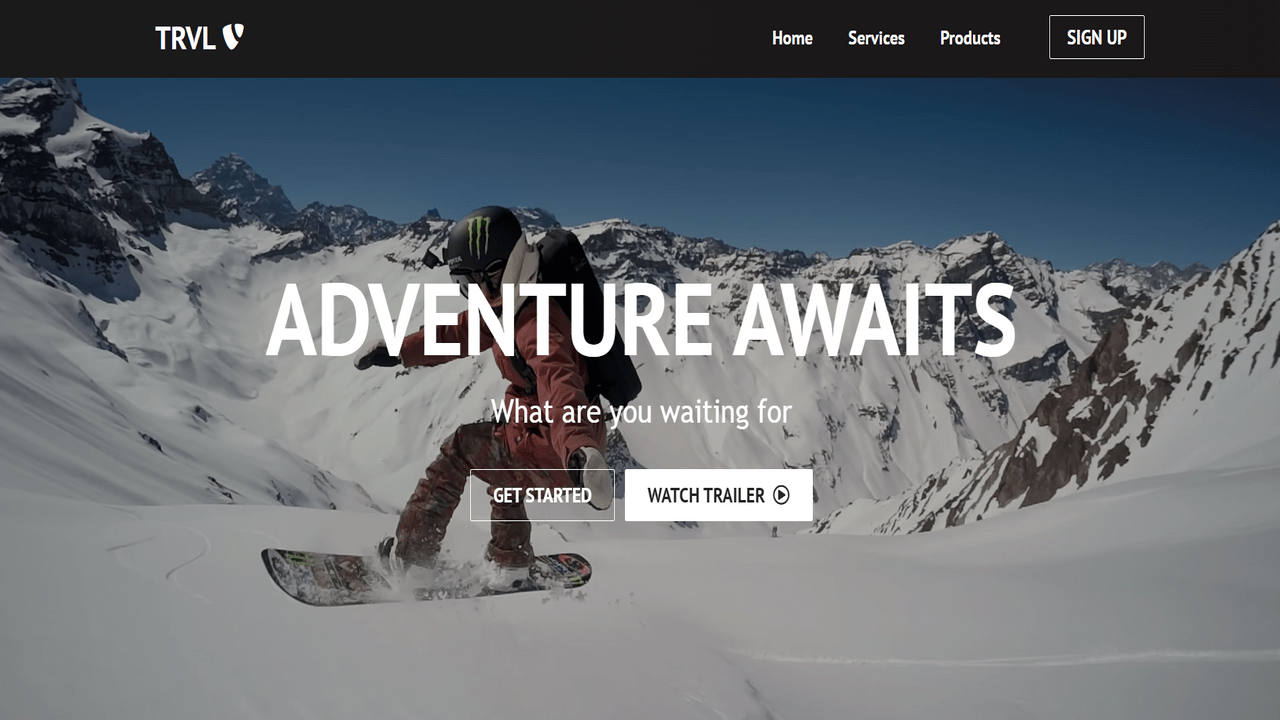 TRVL
Home Services Products SIGN UP
ADVENTURE AWAITS
What are you waiting for
GET STARTED WATCH TRAILER